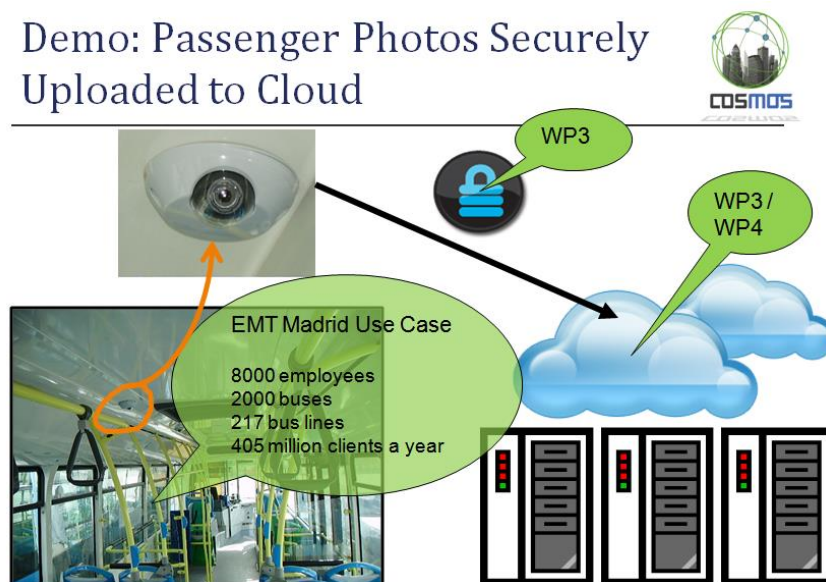 Demo: Passenger Photos Securely
Uploaded to Cloud
COSMOS
WP3
WP3 /
WP4
EMT Madrid Use Case
8000 employees
2000 buses
217 bus lines
405 million clients a year